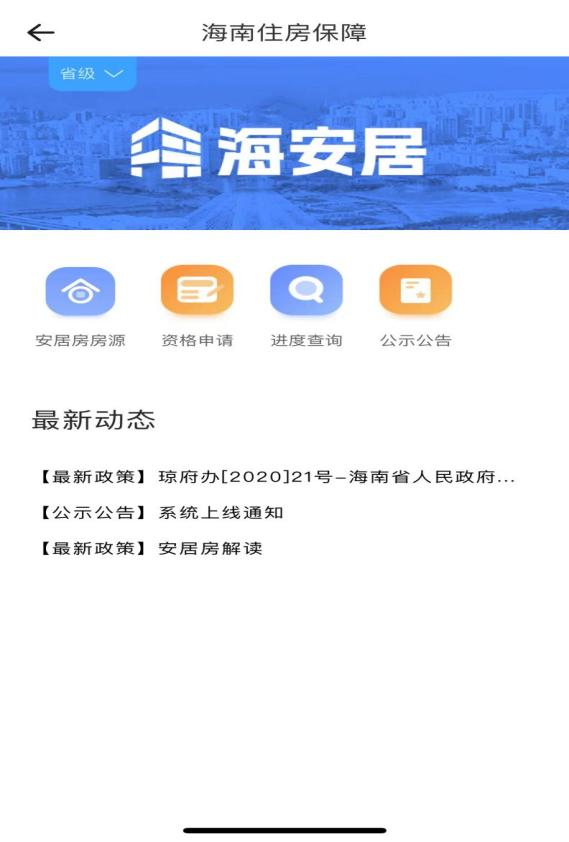 海南住房保障
省级
海安居
安居房房源 资格申请 进度查询 公示公告
最新动态
【最新政策】琼府办[2020]21号-海南省人民政府...
【公示公告】系统上线通知
【最新政策】安居房解读